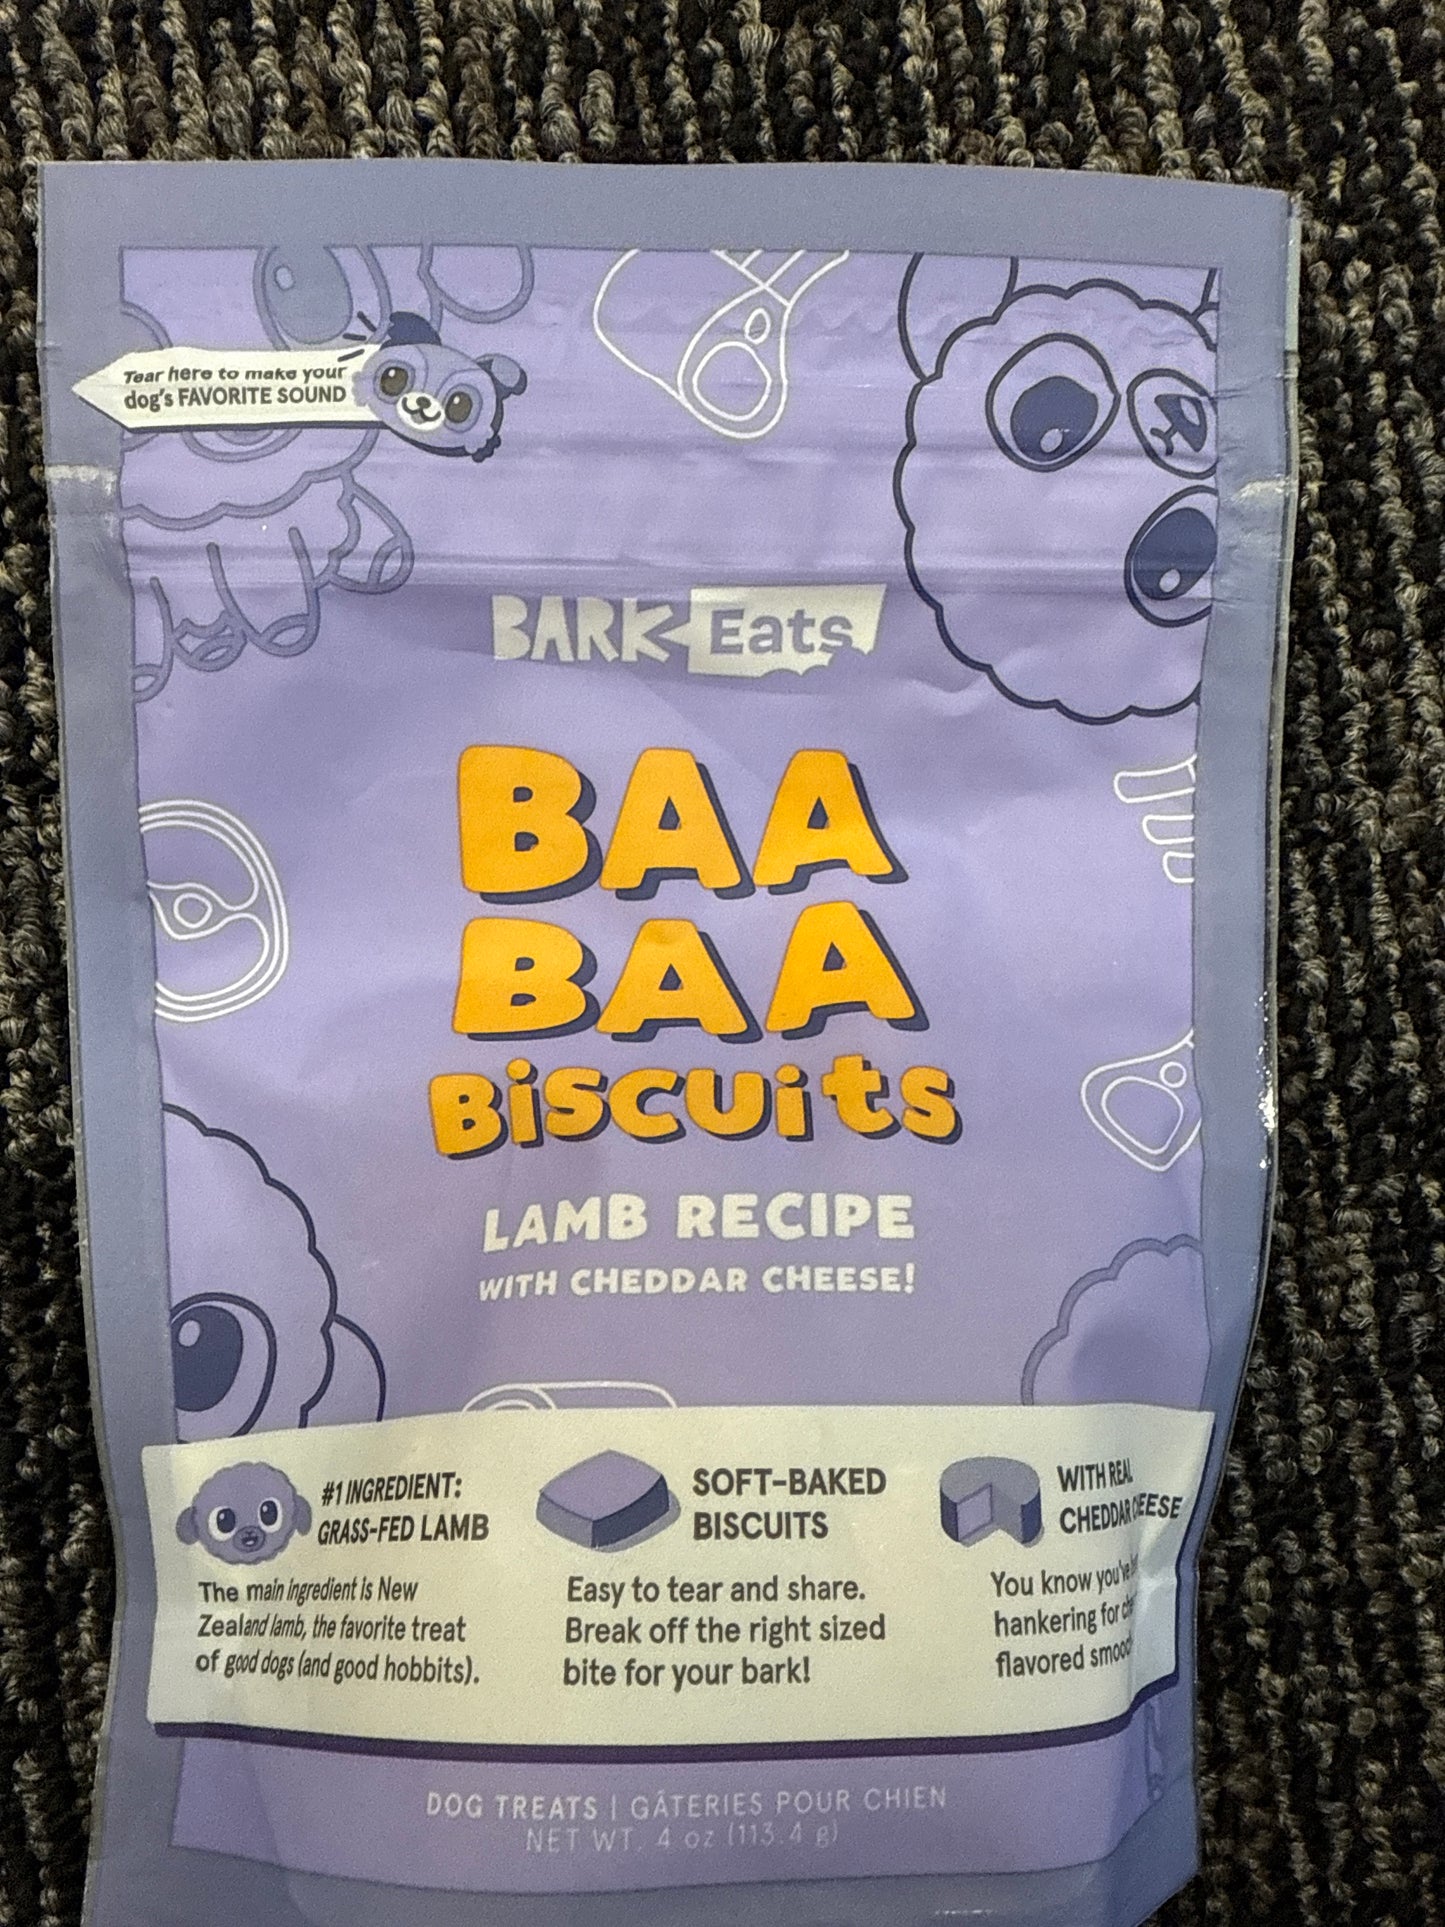 Tear here to make your
dog's FAVORITE SOUND
BARK Eats
BAA
BAA
BiSCUitS
LAMB RECIPE
WITH CHEDDAR CHEESE!
#1 INGREDIENT:
GRASS-FED LAMB
The main ingredient is New
Zealand lamb, the favorite treat
of good dogs (and good hobbits).
SOFT-BAKED
BISCUITS
Easy to tear and share.
Break off the right sized
bite for your bark!
WITH REAL
CHEDDAR CHEESE
You know you've
hankering for
flavored
DOG TREATS | GÂTERIES POUR CHIEN
NET WT. 4 oz (113.4 g)